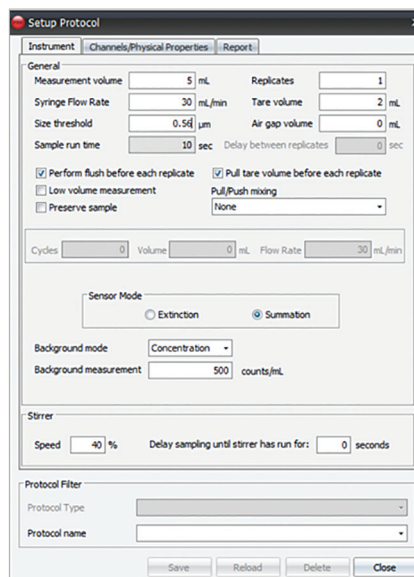 Setup Protocol
Instrument Channels/Physical Properties Report
General
Measurement volume 5 mL Replicates 1
Syringe Flow Rate 30 mL/min Tare volume 2 mL
Size threshold 0.56 µm Air gap volume 0 mL
Sample run time 10 sec Delay between replicates 0 sec
Perform flush before each replicate Pull tare volume before each replicate
Low volume measurement Pull/Push mixing
Preserve sample None
Cycles 0 Volume 0 mL Flow Rate 30 mL/min
Sensor Mode
Extinction Summation
Background mode Concentration
Background measurement 500 counts/mL
Stirrer
Speed 40 % Delay sampling until stirrer has run for: 0 seconds
Protocol Filter
Protocol Type
Protocol name
Save Reload Delete Close